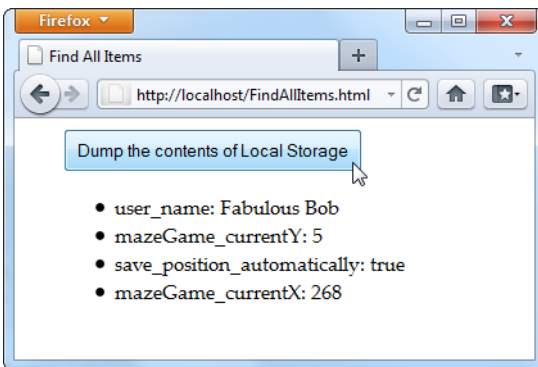 Firefox
Find All Items
http://localhost/FindAllItems.html
Dump the contents of Local Storage
• user_name: Fabulous Bob
• mazeGame_currentY: 5
• save_position_automatically: true
• mazeGame_currentX: 268